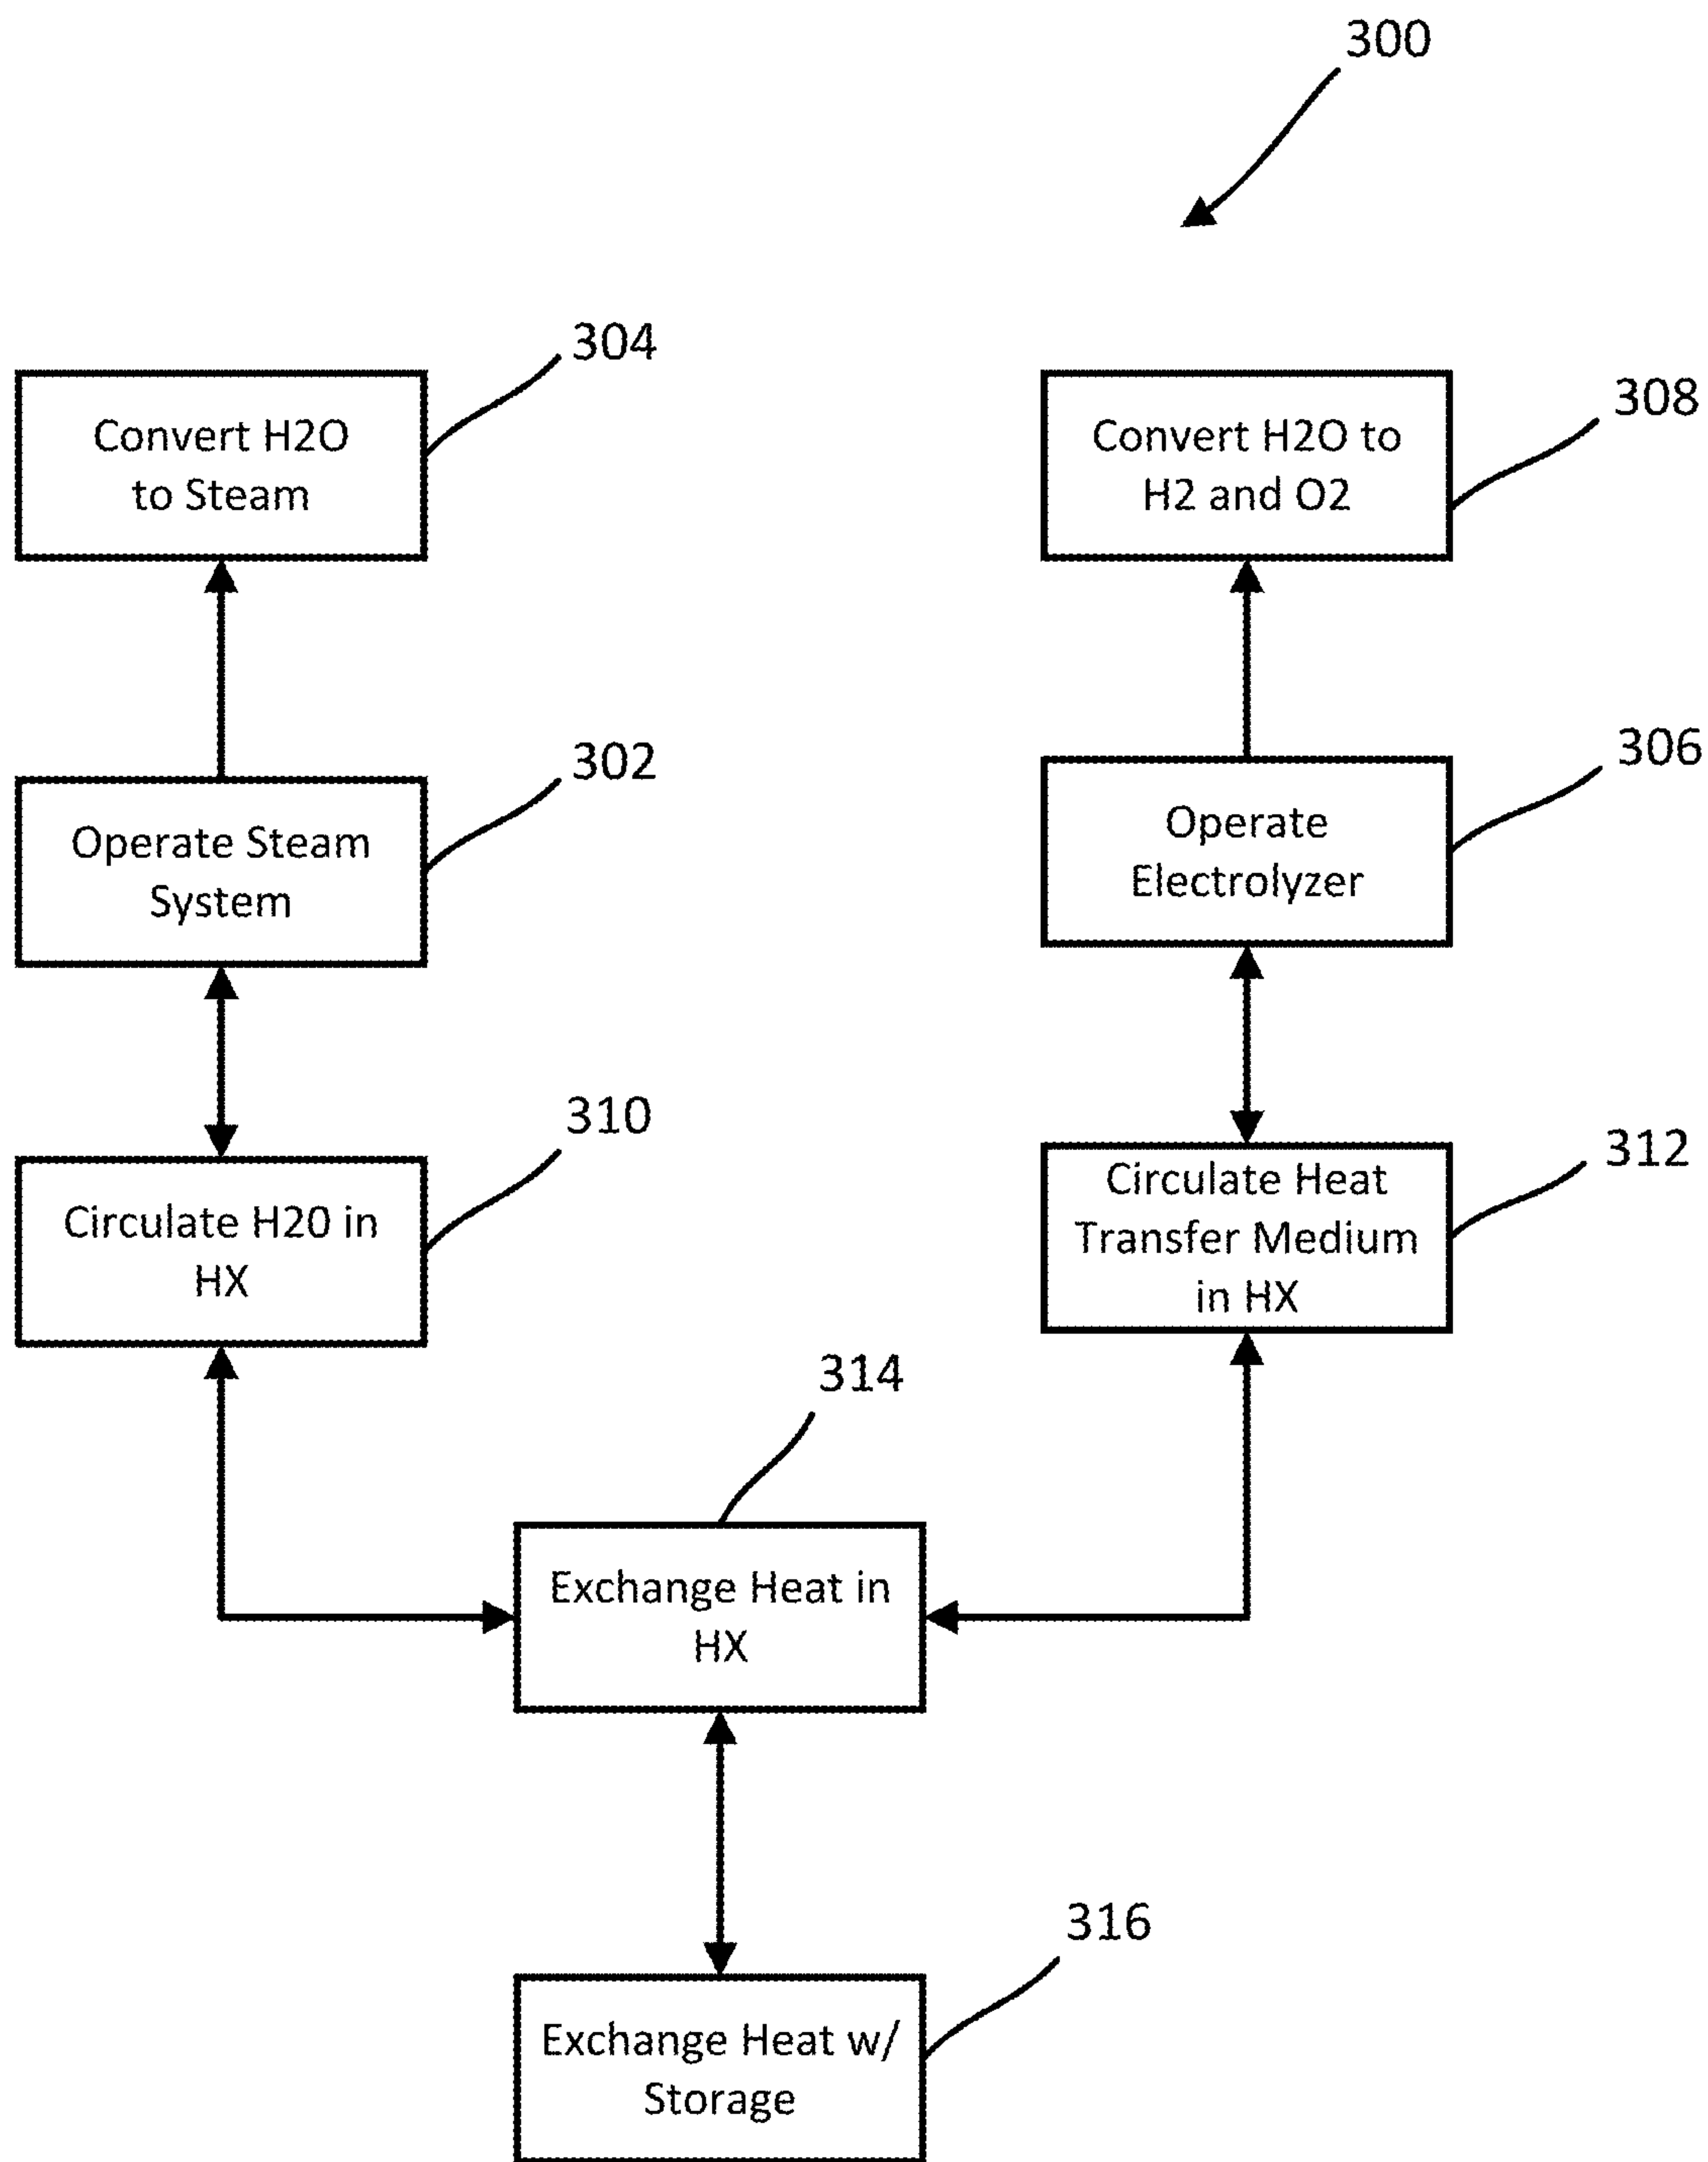 300
304
Convert H2O
to Steam
308
Convert H2O to
H2 and O2
302
Operate Steam
System
306
Operate
Electrolyzer
310
Circulate H20 in
HX
312
Circulate Heat
Transfer Medium
in HX
314
Exchange Heat in
HX
316
Exchange Heat w/
Storage